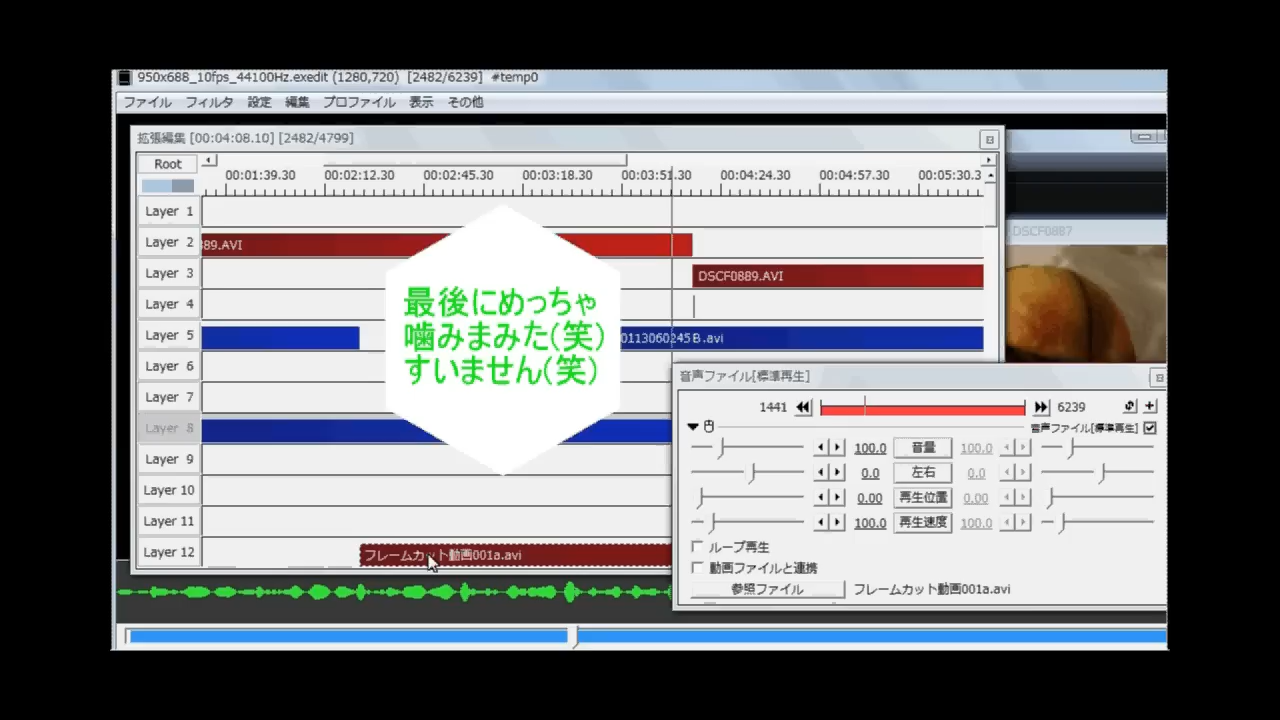 950x688_10fps_44100Hz.exedit (1280,720) [2482/6239] #temp0
ファイル フィルタ 設定 編集 プロファイル 表示 その他
拡張編集 [00:04:08.10] [2482/4799]
Root
00:01:39.30 00:02:12.30 00:02:45.30 00:03:18.30 00:03:51.30 00:04:24.30 00:04:57.30 00:05:30.3
Layer 1
Layer 2
89.AVI
Layer 3
DSCF0889.AVI
Layer 4
Layer 5
0113060245B.avi
Layer 6
Layer 7
Layer 8
Layer 9
Layer 10
Layer 11
Layer 12
フレームカット動画001a.avi
最後にめっちゃ
噛みまみた(笑)
すいません(笑)
DSCF0887
音声ファイル[標準再生]
1441 6239
音声ファイル[標準再生]
100.0 音量 100.0
0.0 左右 0.0
0.00 再生位置 0.00
100.0 再生速度 100.0
ループ再生
動画ファイルと連携
参照ファイル フレームカット動画001a.avi